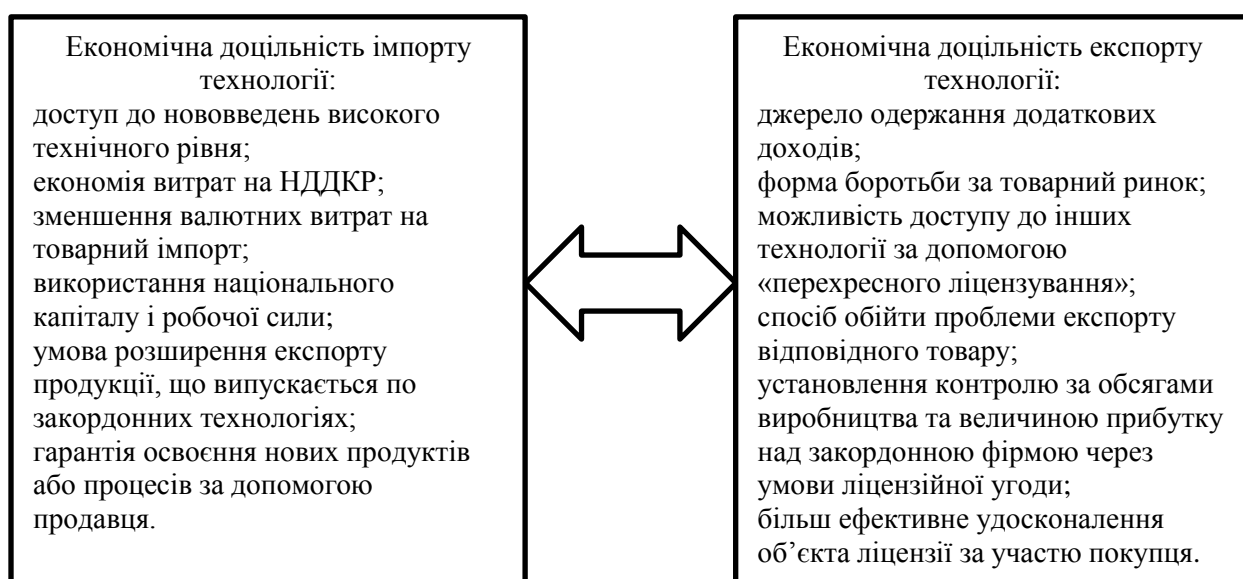 Економічна доцільність імпорту
технології:
доступ до нововведень високого
технічного рівня;
економія витрат на НДДКР;
зменшення валютних витрат на
товарний імпорт;
використання національного
капіталу і робочої сили;
умова розширення експорту
продукції, що випускається по
закордонних технологіях;
гарантія освоєння нових продуктів
або процесів за допомогою
продавця.
Економічна доцільність експорту
технології:
джерело одержання додаткових
доходів;
форма боротьби за товарний ринок;
можливість доступу до інших
технології за допомогою
«перехресного ліцензування»;
спосіб обійти проблеми експорту
відповідного товару;
установлення контролю за обсягами
виробництва та величиною прибутку
над закордонною фірмою через
умови ліцензійної угоди;
більш ефективне удосконалення
об’єкта ліцензії за участю покупця.